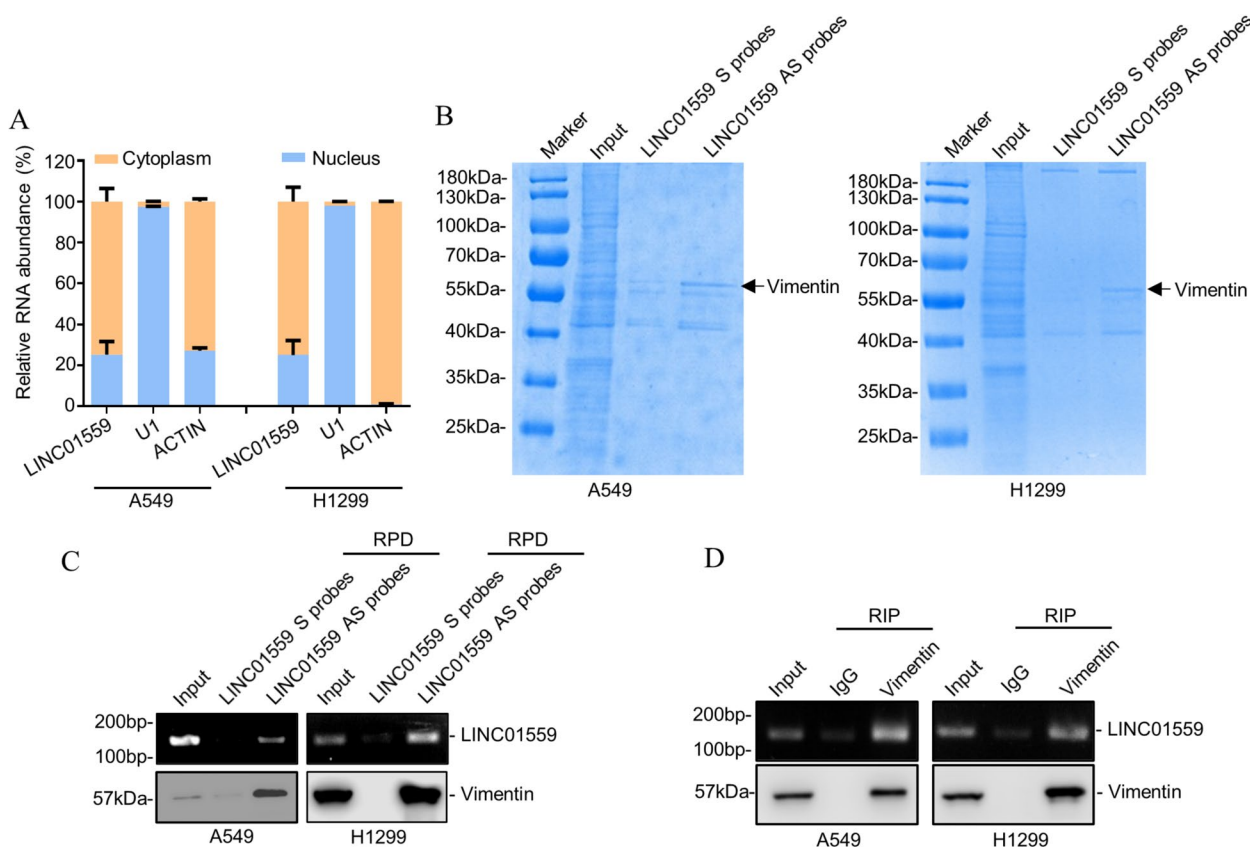 A
Cytoplasm
Nucleus
Relative RNA abundance (%)
120
100
80
60
40
20
0
LINC01559
U1
ACTIN
LINC01559
U1
ACTIN
A549
H1299
B
Marker
Input
LINC01559 S probes
LINC01559 AS probes
180kDa-
130kDa-
100kDa-
70kDa-
55kDa-
40kDa-
35kDa-
25kDa-
Vimentin
A549
Marker
Input
LINC01559 S probes
LINC01559 AS probes
180kDa-
130kDa-
100kDa-
70kDa-
55kDa-
40kDa-
35kDa-
25kDa-
Vimentin
H1299
C
RPD
RPD
Input
LINC01559 S probes
LINC01559 AS probes
Input
LINC01559 S probes
LINC01559 AS probes
200bp-
100bp-
- LINC01559
57kDa-
- Vimentin
A549
H1299
D
RIP
RIP
Input
IgG
Vimentin
Input
IgG
Vimentin
200bp-
100bp-
- LINC01559
57kDa-
- Vimentin
A549
H1299